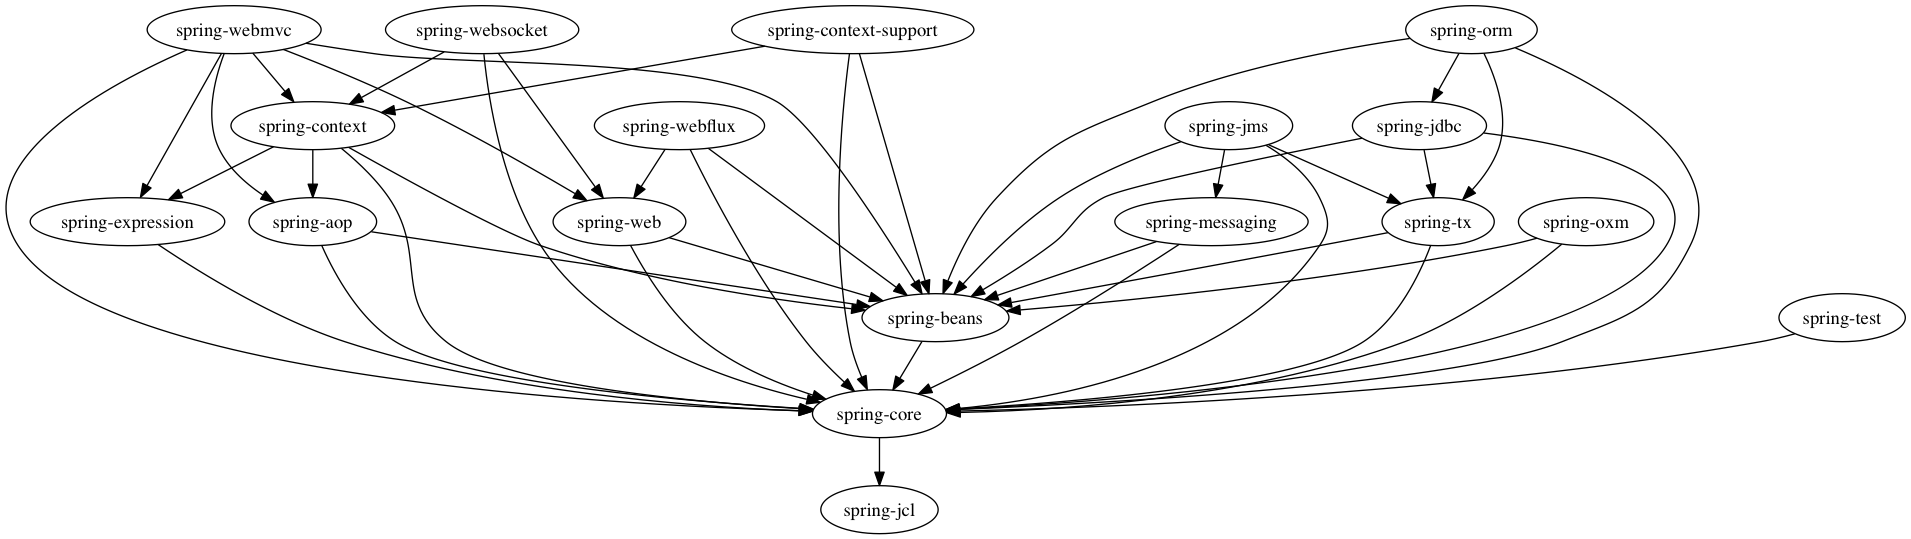 spring-webmvc
spring-websocket
spring-context-support
spring-orm
spring-context
spring-webflux
spring-jms
spring-jdbc
spring-expression
spring-aop
spring-web
spring-messaging
spring-tx
spring-oxm
spring-beans
spring-test
spring-core
spring-jcl